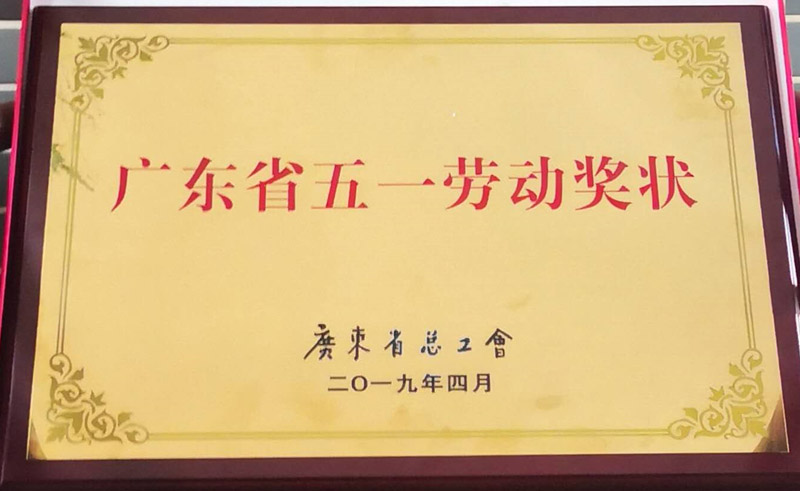 广东省五一劳动奖状
廣東省总工會
二〇一九年四月